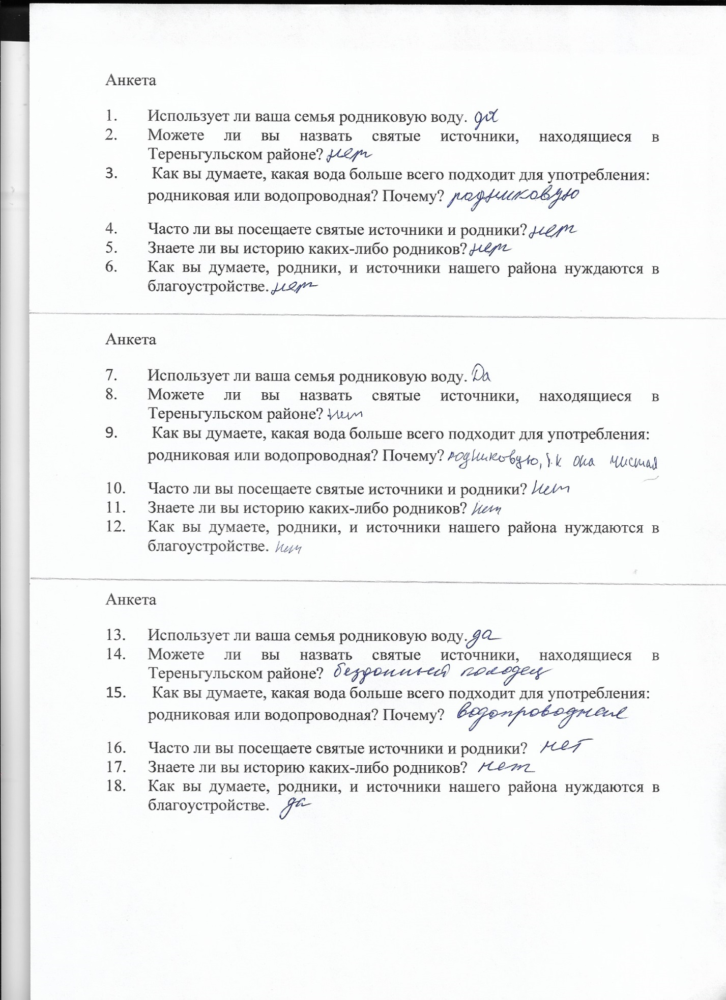 Анкета
1. Использует ли ваша семья родниковую воду. да
2. Можете ли вы назвать святые источники, находящиеся в
Тереньгульском районе? нет
3. Как вы думаете, какая вода больше всего подходит для употребления:
родниковая или водопроводная? Почему? родниковую
4. Часто ли вы посещаете святые источники и родники? нет
5. Знаете ли вы историю каких-либо родников? нет
6. Как вы думаете, родники, и источники нашего района нуждаются в
благоустройстве. нет
Анкета
7. Использует ли ваша семья родниковую воду. Да
8. Можете ли вы назвать святые источники, находящиеся в
Тереньгульском районе? Нет
9. Как вы думаете, какая вода больше всего подходит для употребления:
родниковая или водопроводная? Почему? родниковую, т.к она чистая
10. Часто ли вы посещаете святые источники и родники? Нет
11. Знаете ли вы историю каких-либо родников? Нет
12. Как вы думаете, родники, и источники нашего района нуждаются в
благоустройстве. Нет
Анкета
13. Использует ли ваша семья родниковую воду. да
14. Можете ли вы назвать святые источники, находящиеся в
Тереньгульском районе? бездонный колодец
15. Как вы думаете, какая вода больше всего подходит для употребления:
родниковая или водопроводная? Почему? водопроводная
16. Часто ли вы посещаете святые источники и родники? нет
17. Знаете ли вы историю каких-либо родников? нет
18. Как вы думаете, родники, и источники нашего района нуждаются в
благоустройстве. да